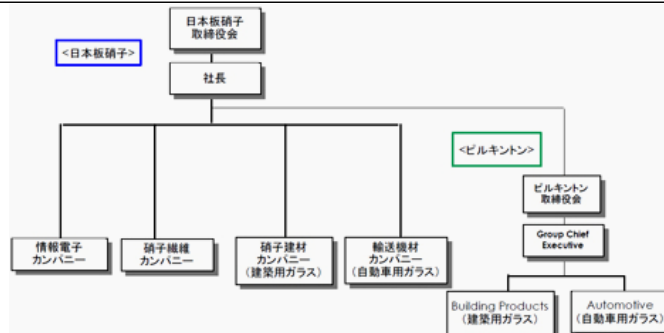 日本板硝子
取締役会
<日本板硝子>
社長
<ピルキントン>
ピルキントン
取締役会
Group Chief
Executive
情報電子
カンパニー
硝子繊維
カンパニー
硝子建材
カンパニー
(建築用ガラス)
輸送機材
カンパニー
(自動車用ガラス)
Building Products
(建築用ガラス)
Automotive
(自動車用ガラス)